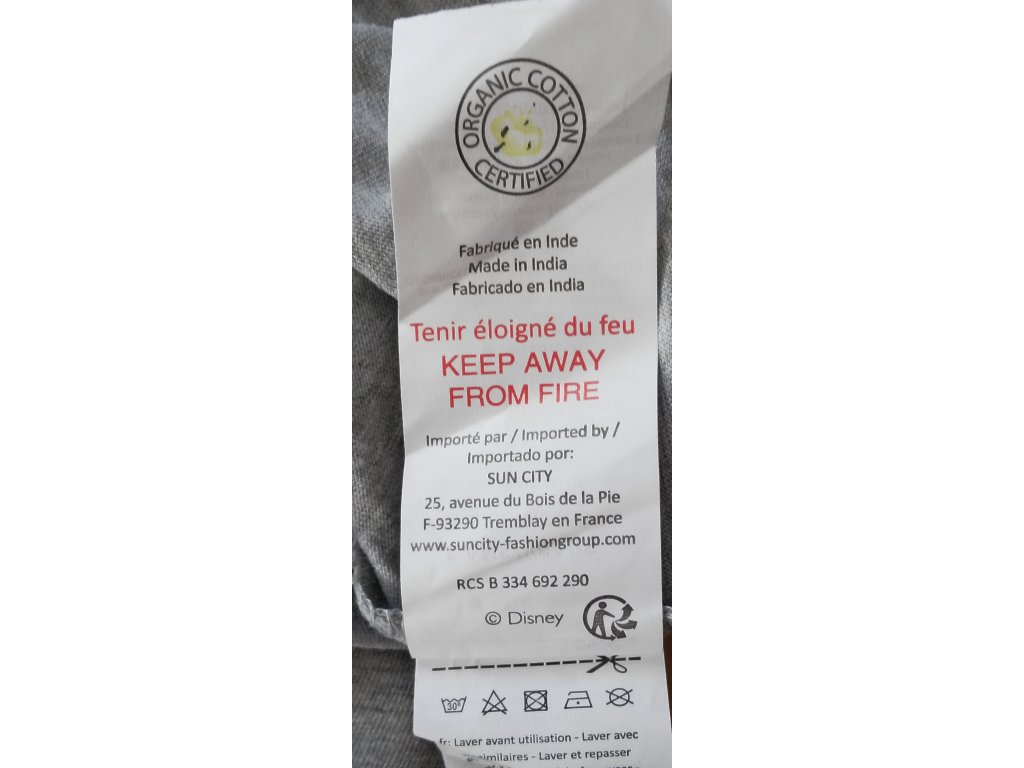 ORGANIC COTTON
CERTIFIED
Fabriqué en Inde
Made in India
Fabricado en India
Tenir éloigné du feu
KEEP AWAY
FROM FIRE
Importé par / Imported by /
Importado por:
SUN CITY
25, avenue du Bois de la Pie
F-93290 Tremblay en France
www.suncity-fashiongroup.com
RCS B 334 692 290
© Disney
30°
fr: Laver avant utilisation - Laver avec
similaires - Laver et repasser